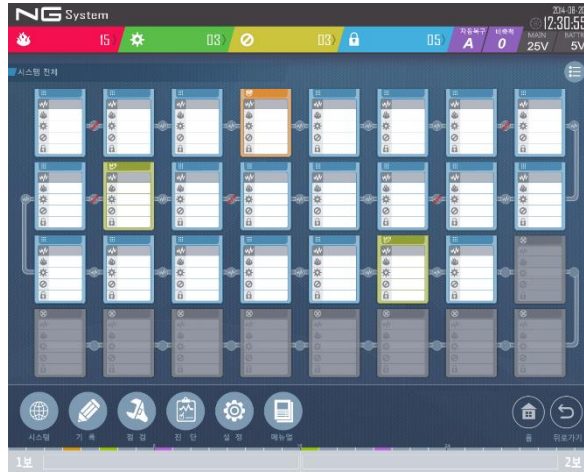 NG System
2014-08-20
12:30:55
15
03
03
05
자동복구 A
비축적 0
MAIN 25V
BATT 5V
시스템 전체
시스템
기 록
점 검
진 단
설 정
매뉴얼
홈
뒤로가기
1보
2보